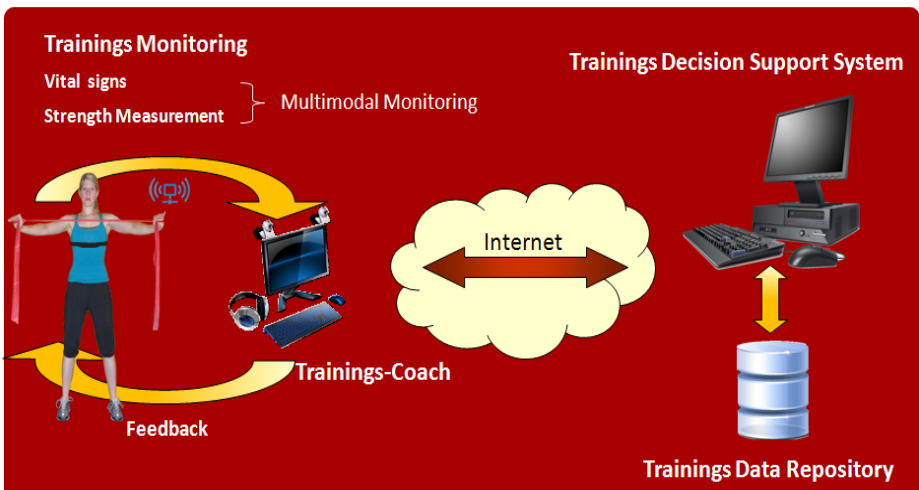 Trainings Monitoring
Vital signs
Strength Measurement
Multimodal Monitoring
Trainings Decision Support System
Internet
Trainings-Coach
Feedback
Trainings Data Repository